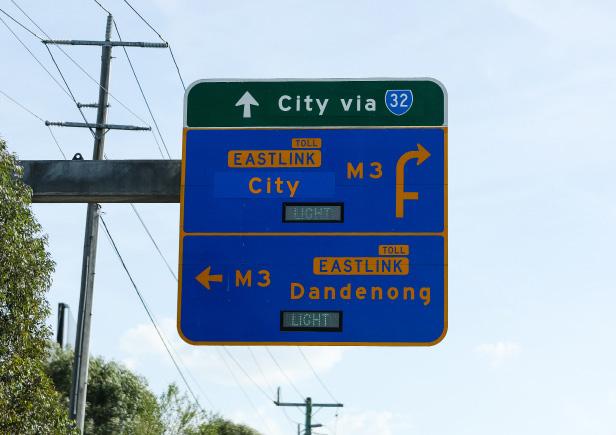 City via 32
TOLL
EASTLINK M3
City
LIGHT
TOLL
M3 EASTLINK
Dandenong
LIGHT